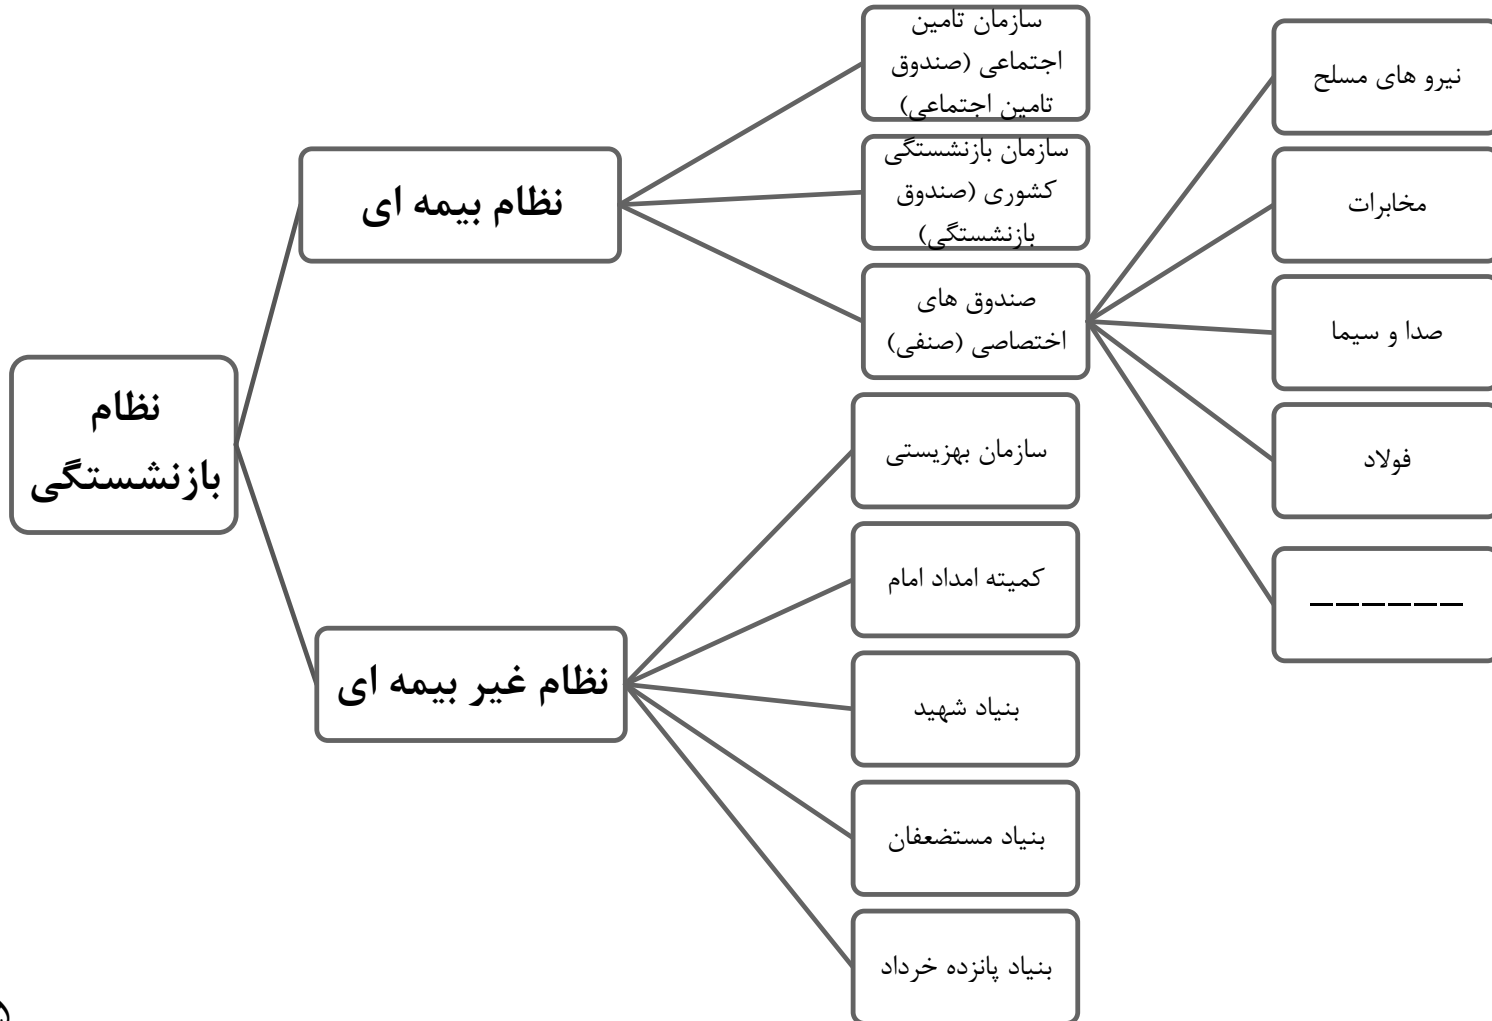 نظام
بازنشستگی
نظام بیمه ای
سازمان تامین
اجتماعی (صندوق
تامین اجتماعی)
سازمان بازنشستگی
کشوری (صندوق
بازنشستگی)
صندوق های
اختصاصی (صنفی)
نیرو های مسلح
مخابرات
صدا و سیما
فولاد
------
نظام غیر بیمه ای
سازمان بهزیستی
کمیته امداد امام
بنیاد شهید
بنیاد مستضعفان
بنیاد پانزده خرداد